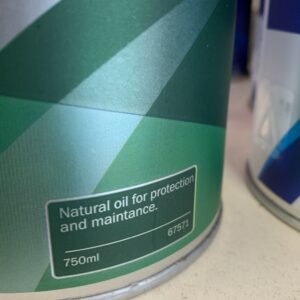 Natural oil for protection
and maintance.
750ml
67571